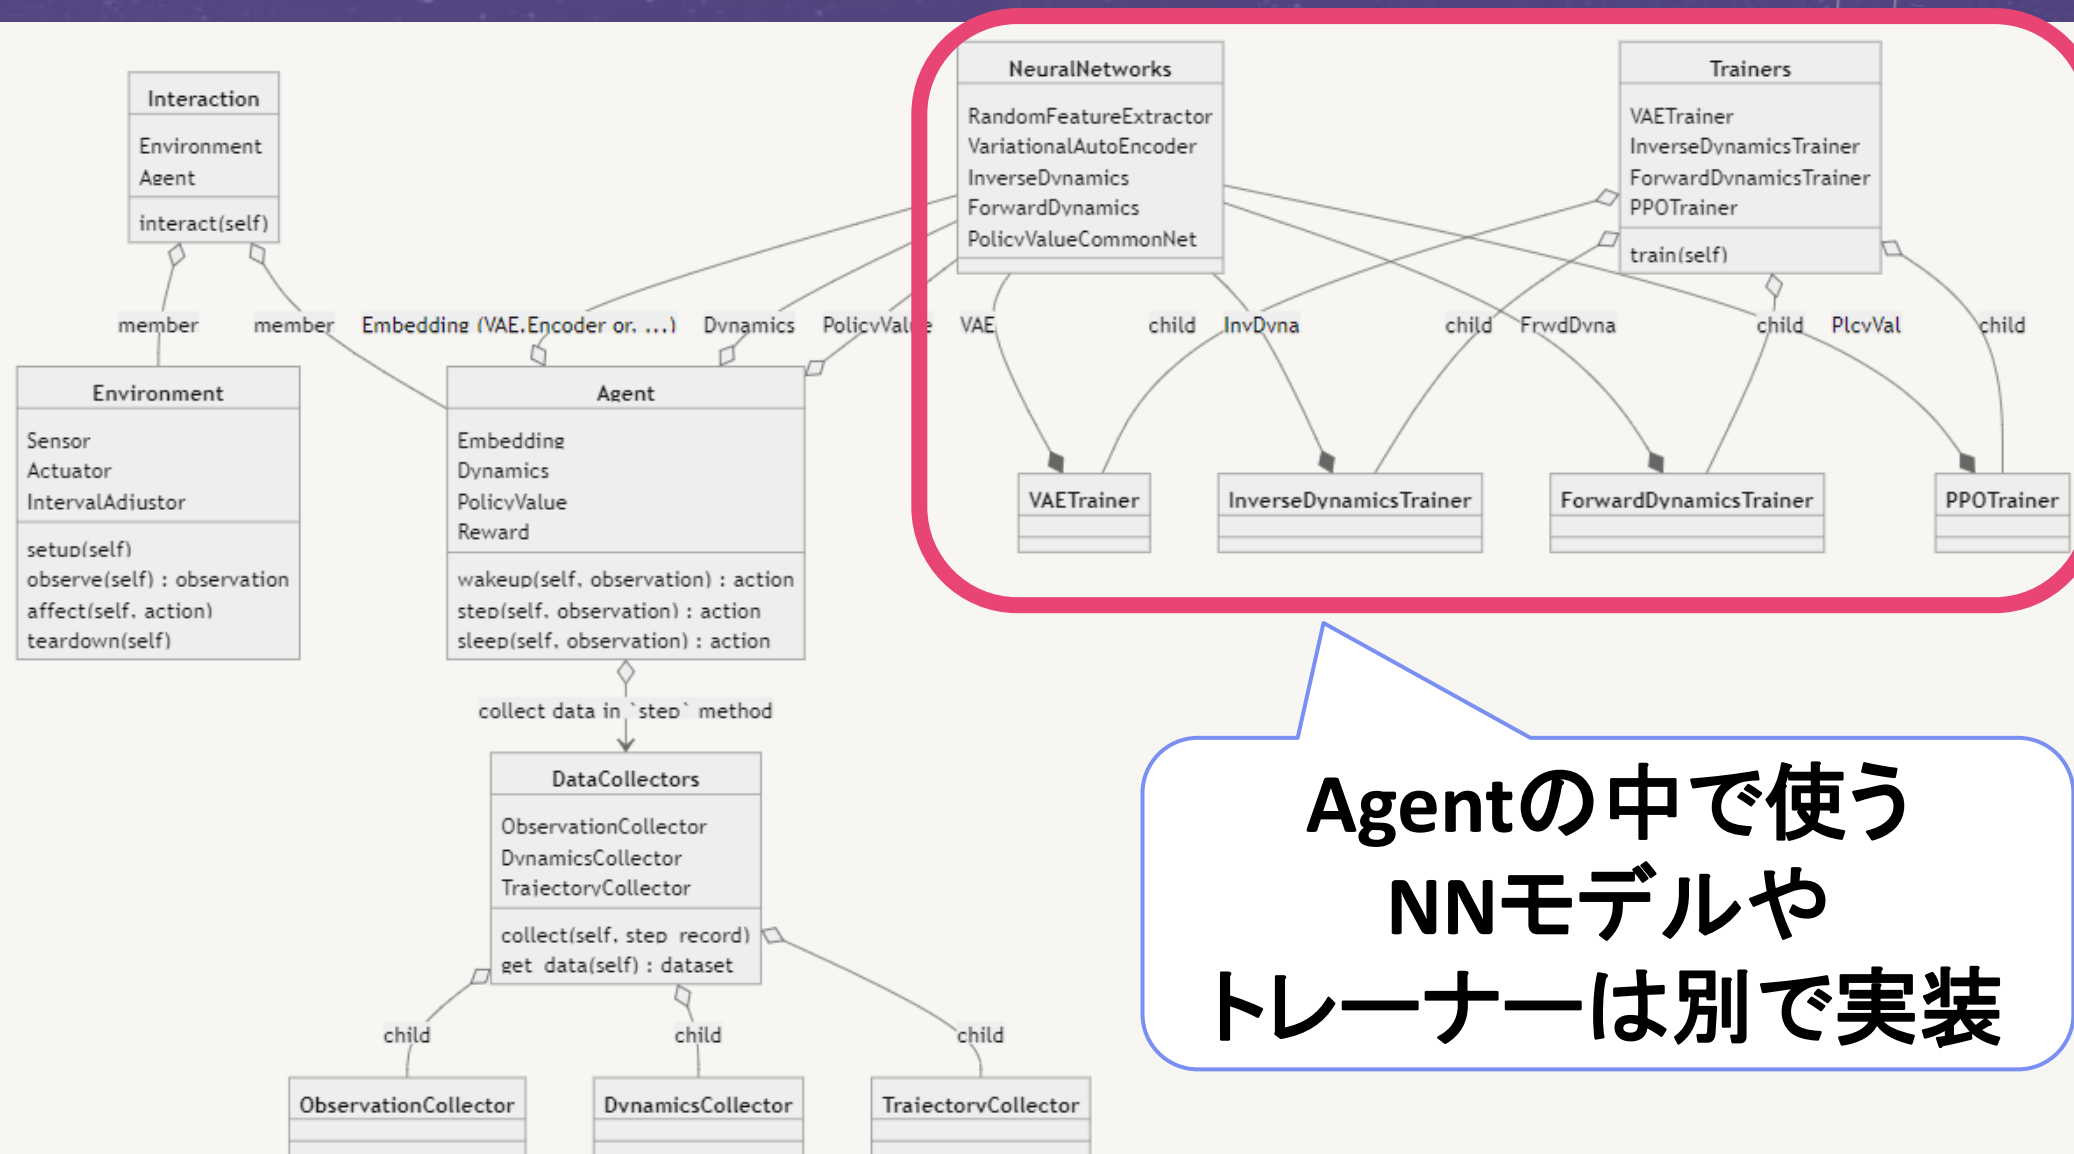 Interaction
Environment
Agent
interact(self)
NeuralNetworks
RandomFeatureExtractor
VariationalAutoEncoder
InverseDynamics
ForwardDynamics
PolicyValueCommonNet
Trainers
VAETrainer
InverseDynamicsTrainer
ForwardDynamicsTrainer
PPOTrainer
train(self)
member
member
Embedding (VAE.Encoder or. ...)
Dynamics
PolicyValue
VAE
child
InvDyna
child
FrwdDyna
child
PlcyVal
child
Environment
Sensor
Actuator
IntervalAdjustor
setup(self)
observe(self) : observation
affect(self, action)
teardown(self)
Agent
Embedding
Dynamics
PolicyValue
Reward
wakeup(self, observation) : action
step(self, observation) : action
sleep(self, observation) : action
VAETrainer
InverseDynamicsTrainer
ForwardDynamicsTrainer
PPOTrainer
collect data in `step` method
DataCollectors
ObservationCollector
DynamicsCollector
TrajectoryCollector
collect(self, step_record)
get_data(self) : dataset
child
child
child
ObservationCollector
DynamicsCollector
TrajectoryCollector
Agentの中で使う
NNモデルや
トレーナーは別で実装